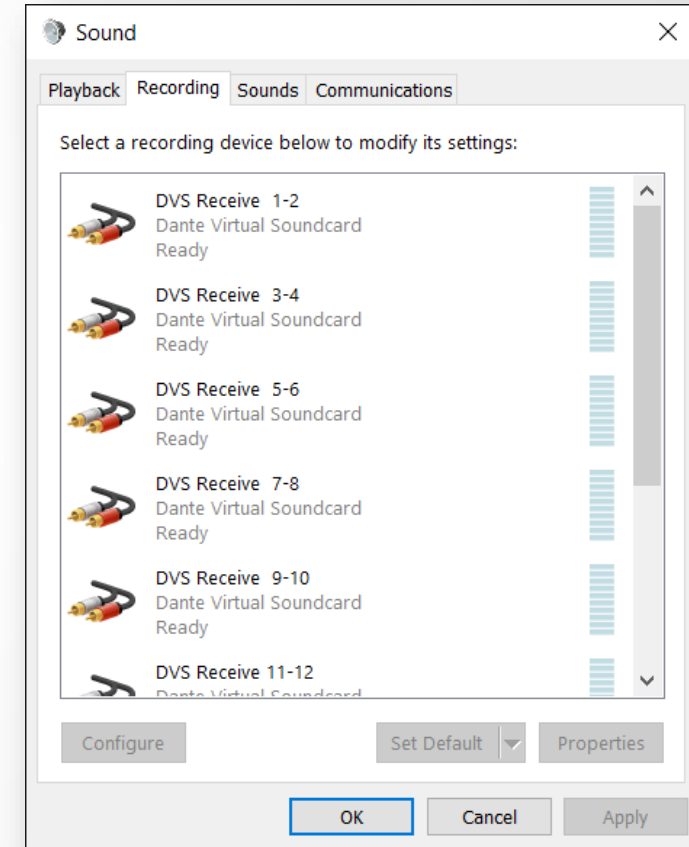 Sound
Playback Recording Sounds Communications
Select a recording device below to modify its settings:
DVS Receive  1-2
Dante Virtual Soundcard
Ready
DVS Receive  3-4
Dante Virtual Soundcard
Ready
DVS Receive  5-6
Dante Virtual Soundcard
Ready
DVS Receive  7-8
Dante Virtual Soundcard
Ready
DVS Receive  9-10
Dante Virtual Soundcard
Ready
DVS Receive 11-12
Dante Virtual Soundcard
Configure Set Default Properties
OK Cancel Apply